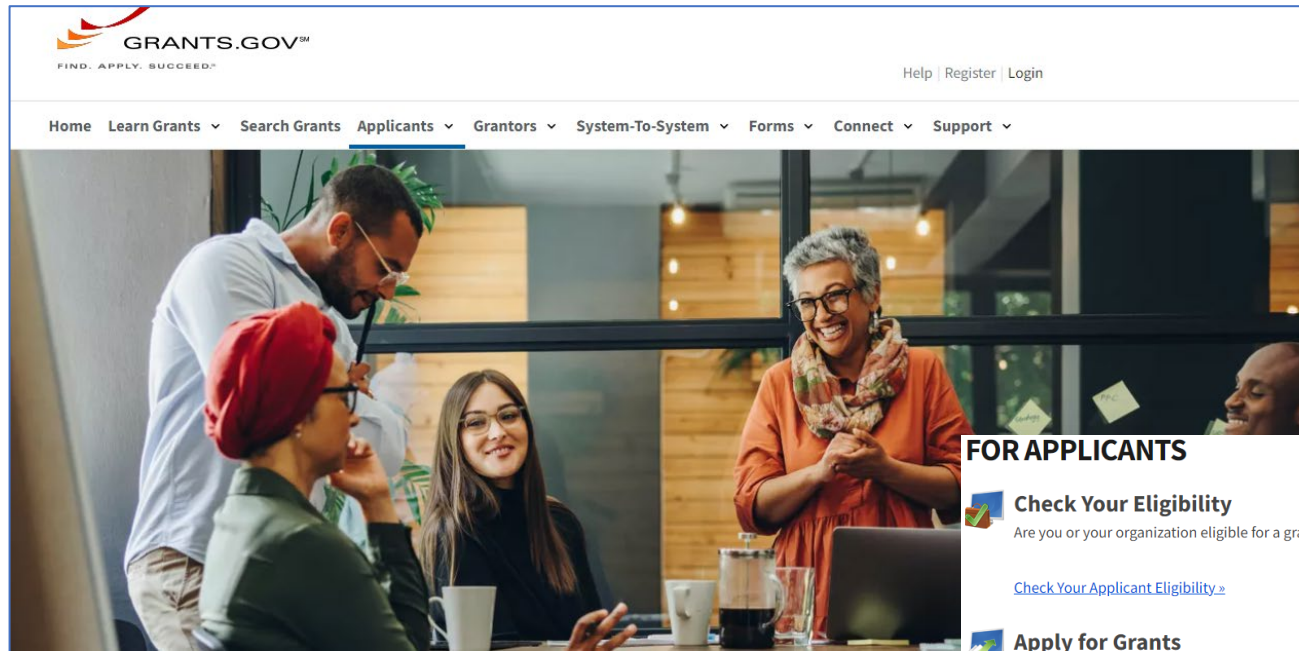 GRANTS.GOV℠
FIND. APPLY. SUCCEED.℠
Help | Register | Login
Home Learn Grants Search Grants Applicants Grantors System-To-System Forms Connect Support
FOR APPLICANTS
Check Your Eligibility
Are you or your organization eligible for a gra
Check Your Applicant Eligibility »
Apply for Grants